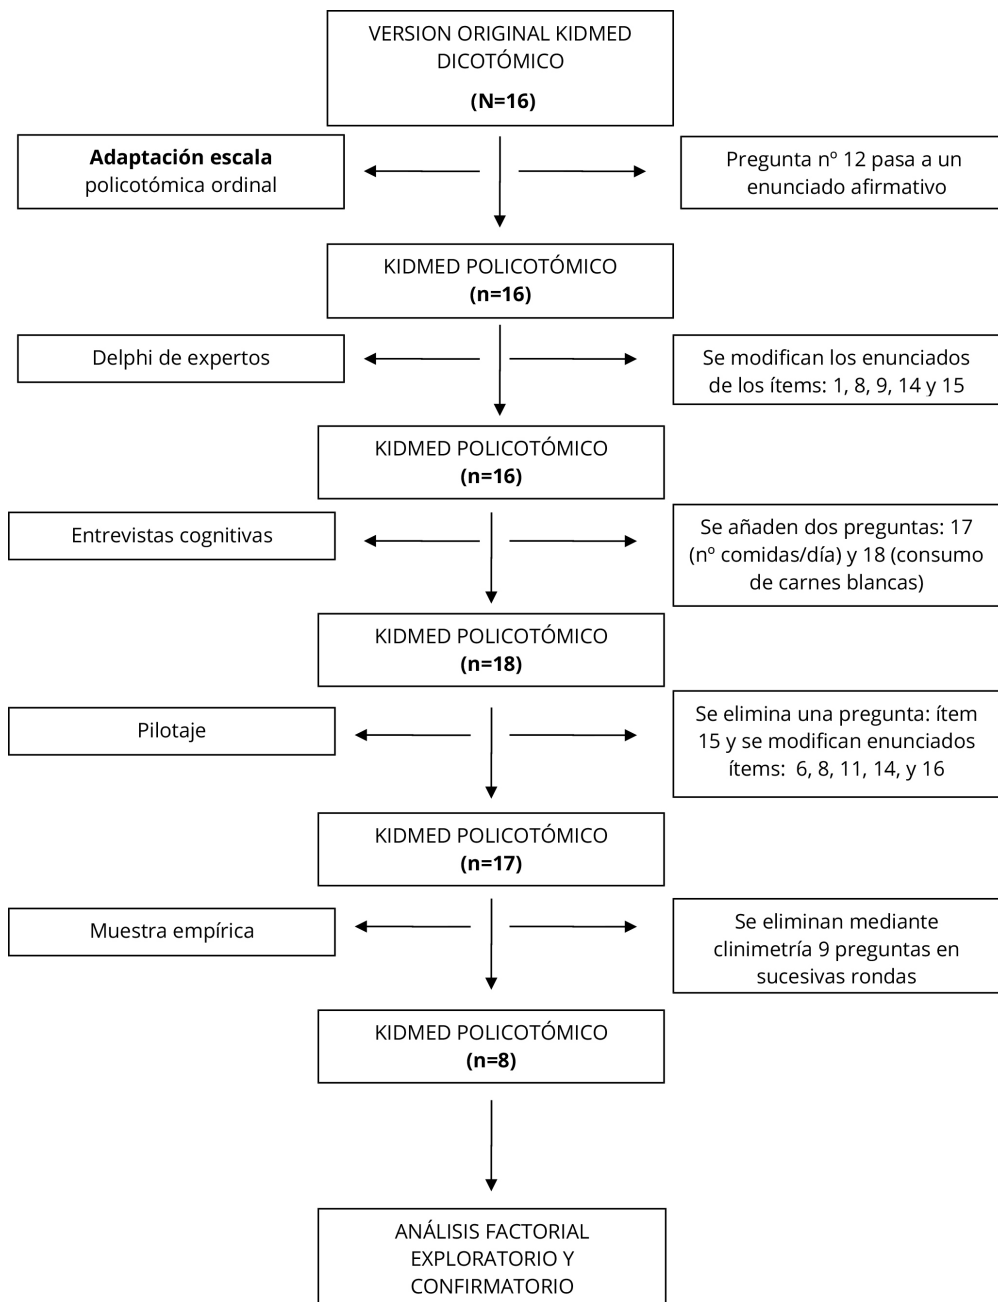 VERSION ORIGINAL KIDMED
DICOTÓMICO
(N=16)
Adaptación escala
policotómica ordinal
Pregunta nº 12 pasa a un
enunciado afirmativo
KIDMED POLICOTÓMICO
(n=16)
Delphi de expertos
Se modifican los enunciados
de los ítems: 1, 8, 9, 14 y 15
KIDMED POLICOTÓMICO
(n=16)
Entrevistas cognitivas
Se añaden dos preguntas: 17
(nº comidas/día) y 18 (consumo
de carnes blancas)
KIDMED POLICOTÓMICO
(n=18)
Pilotaje
Se elimina una pregunta: ítem
15 y se modifican enunciados
ítems: 6, 8, 11, 14, y 16
KIDMED POLICOTÓMICO
(n=17)
Muestra empírica
Se eliminan mediante
clinimetría 9 preguntas en
sucesivas rondas
KIDMED POLICOTÓMICO
(n=8)
ANÁLISIS FACTORIAL
EXPLORATORIO Y
CONFIRMATORIO